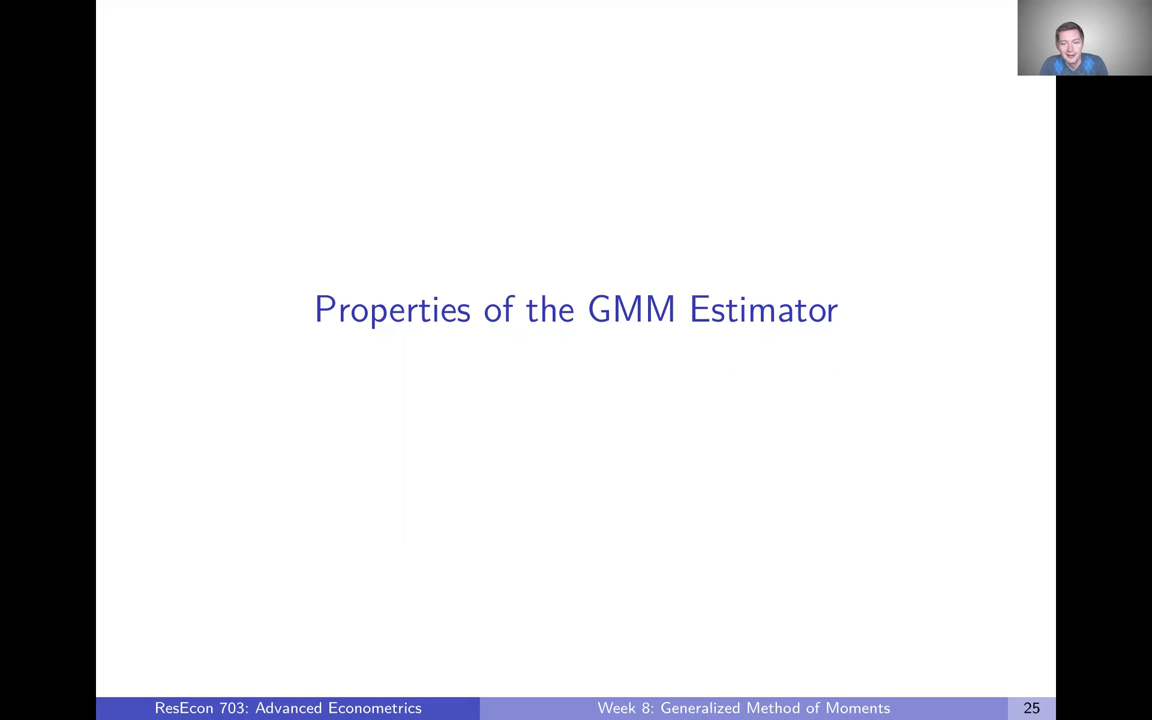 Properties of the GMM Estimator
ResEcon 703: Advanced Econometrics
Week 8: Generalized Method of Moments
25